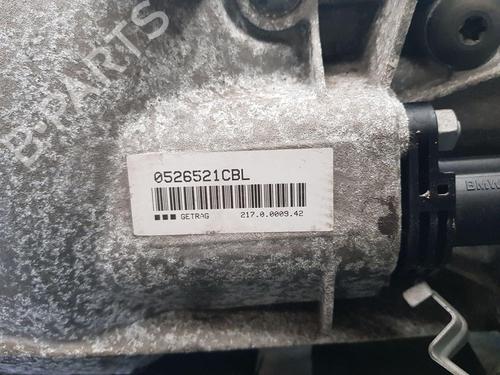 B-PARTS
0526521CBL
GETRAG 217.0.0009.42
BMW